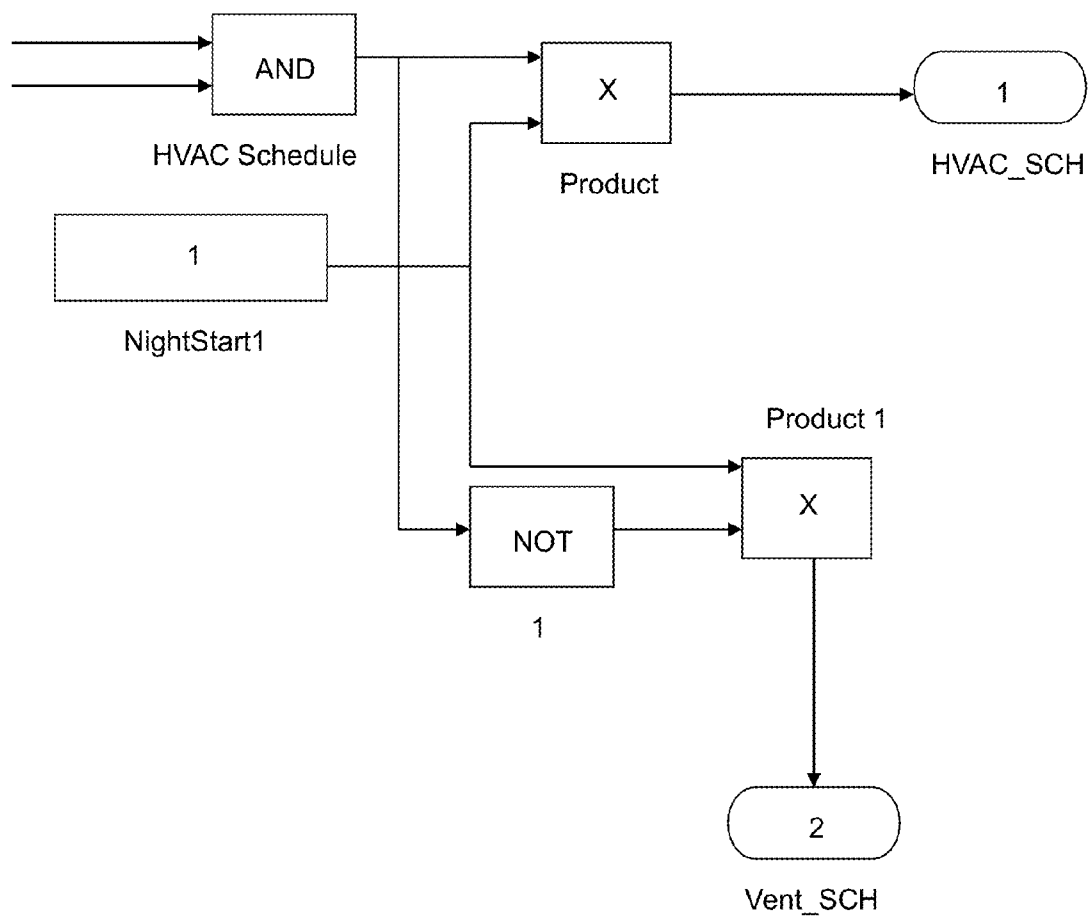 AND
HVAC Schedule
X
Product
1
HVAC_SCH
1
NightStart1
Product 1
X
NOT
1
2
Vent_SCH